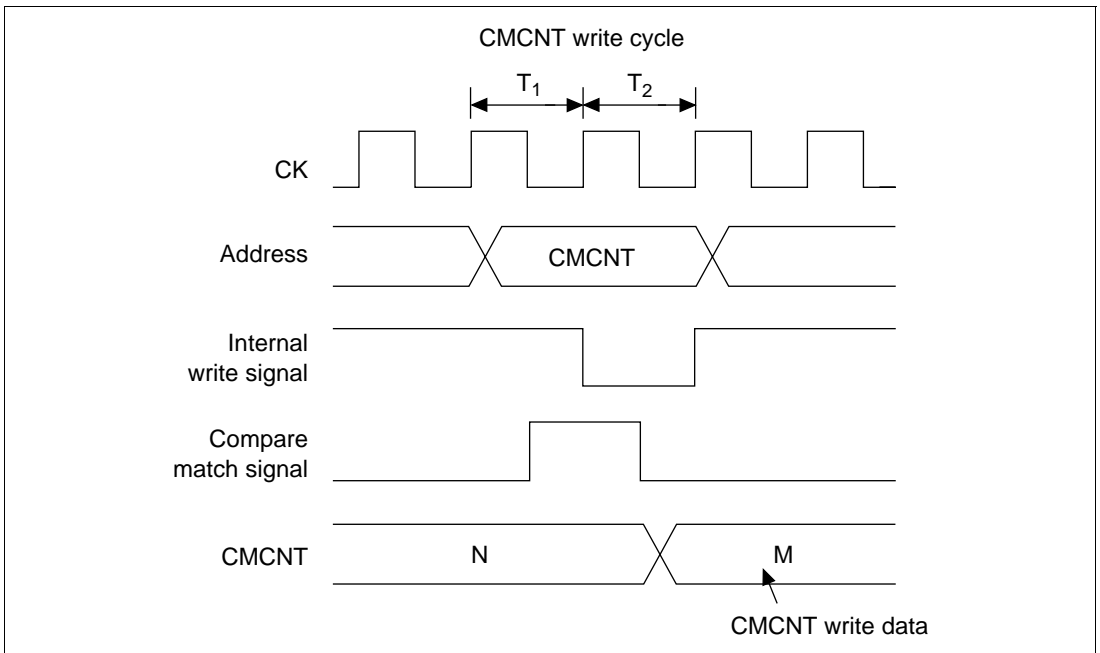 CMCNT write cycle
T1 T2
CK
Address
CMCNT
Internal
write signal
Compare
match signal
CMCNT
N
M
CMCNT write data